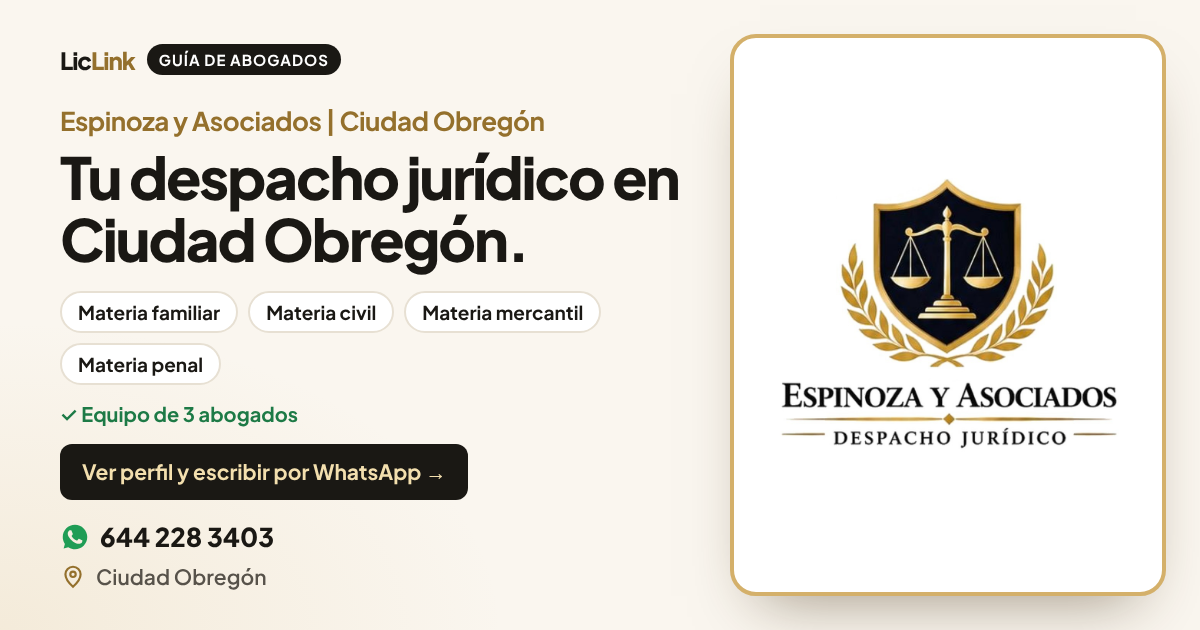 LicLink GUÍA DE ABOGADOS
Espinoza y Asociados | Ciudad Obregón
Tu despacho jurídico en
Ciudad Obregón.
Materia familiar Materia civil Materia mercantil
Materia penal
✓ Equipo de 3 abogados
Ver perfil y escribir por WhatsApp →
644 228 3403
Ciudad Obregón
ESPINOZA Y ASOCIADOS
DESPACHO JURÍDICO